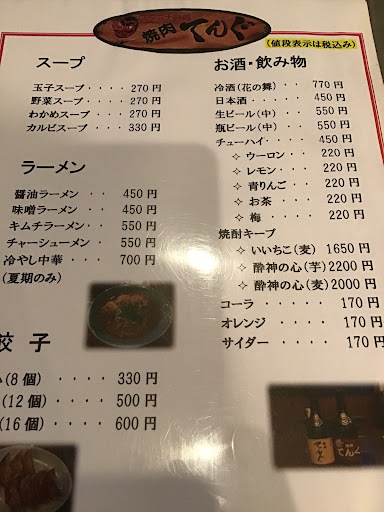 焼肉 てんぐ
(値段表示は税込み)
スープ
玉子スープ・・・・270円
野菜スープ・・・・270円
わかめスープ・・・270円
カルビスープ・・・330円
ラーメン
醤油ラーメン・・450円
味噌ラーメン・・450円
キムチラーメン・・550円
チャーシューメン・・550円
冷やし中華・・・700円
(夏期のみ)
餃 子
(8個)・・・・330円
(12個)・・・・500円
(16個)・・・・600円
お酒・飲み物
冷酒(花の舞)・・770円
日本酒・・・・・450円
生ビール(中)・・550円
瓶ビール(中)・・550円
チューハイ・・・・450円
✧ ウーロン・・220円
✧ レモン・・・220円
✧ 青りんご・・220円
✧ お茶・・・・220円
✧ 梅・・・・・220円
焼酎キープ
✧ いいちこ(麦) 1650円
✧ 酔神の心(芋)2200円
✧ 酔神の心(麦)2000円
コーラ・・・・・170円
オレンジ・・・・170円
サイダー・・・・170円
てんぐ
てんぐ